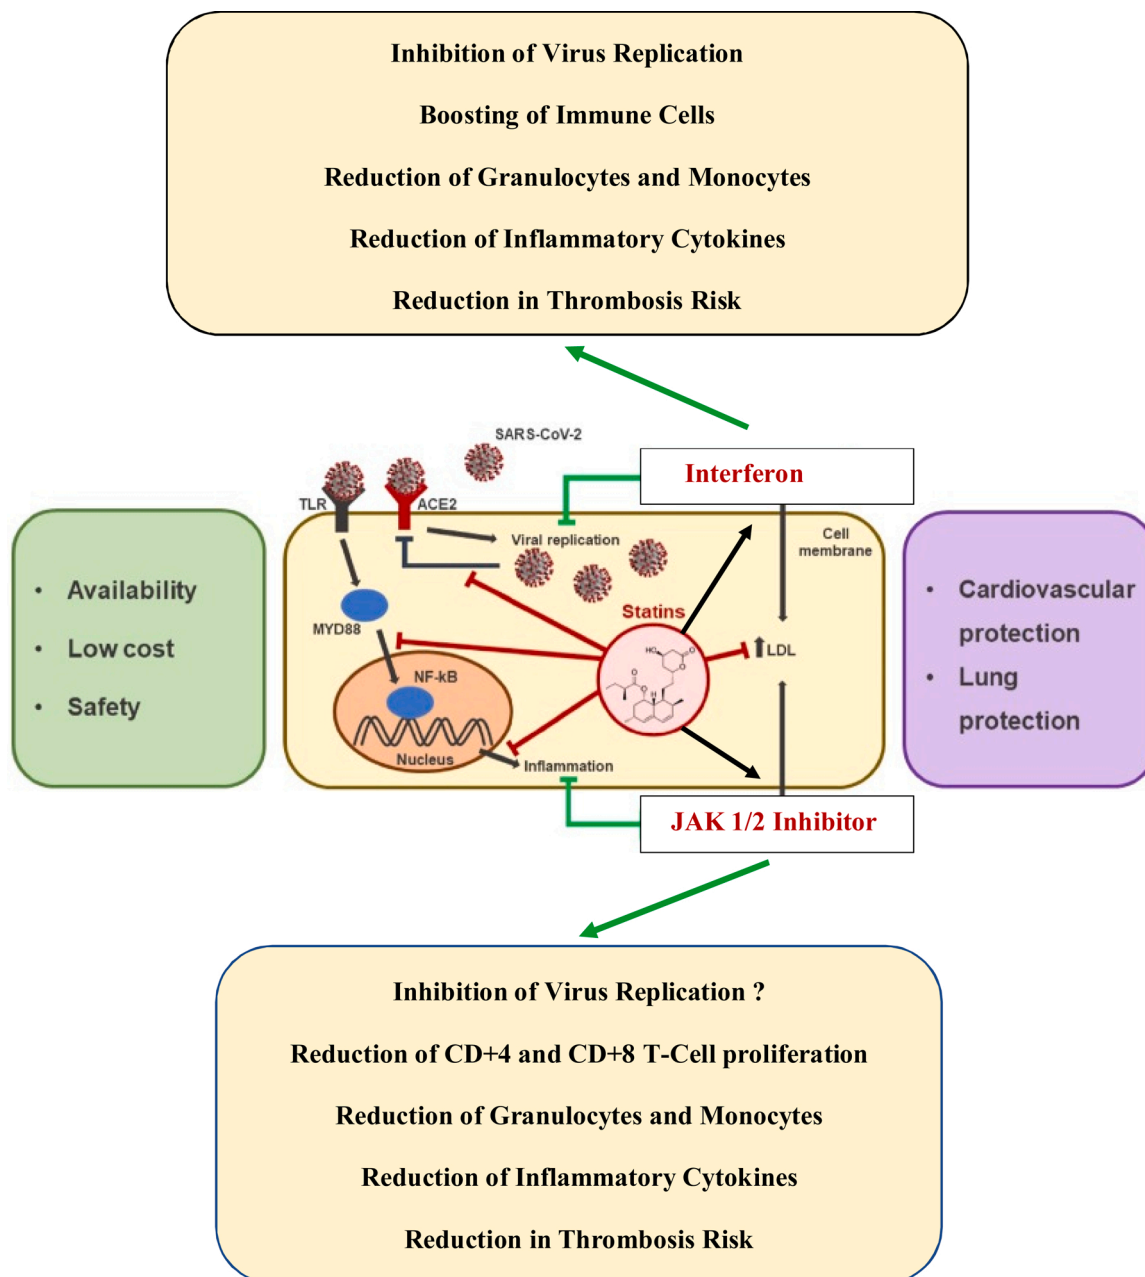 Inhibition of Virus Replication
Boosting of Immune Cells
Reduction of Granulocytes and Monocytes
Reduction of Inflammatory Cytokines
Reduction in Thrombosis Risk
SARS-CoV-2
Interferon
TLR
ACE2
Viral replication
Cell
membrane
• Availability
• Low cost
• Safety
MYD88
Statins
HO
O
O
O
O
H
LDL
NF-kB
Nucleus
Inflammation
• Cardiovascular
protection
• Lung
protection
JAK 1/2 Inhibitor
Inhibition of Virus Replication ?
Reduction of CD+4 and CD+8 T-Cell proliferation
Reduction of Granulocytes and Monocytes
Reduction of Inflammatory Cytokines
Reduction in Thrombosis Risk